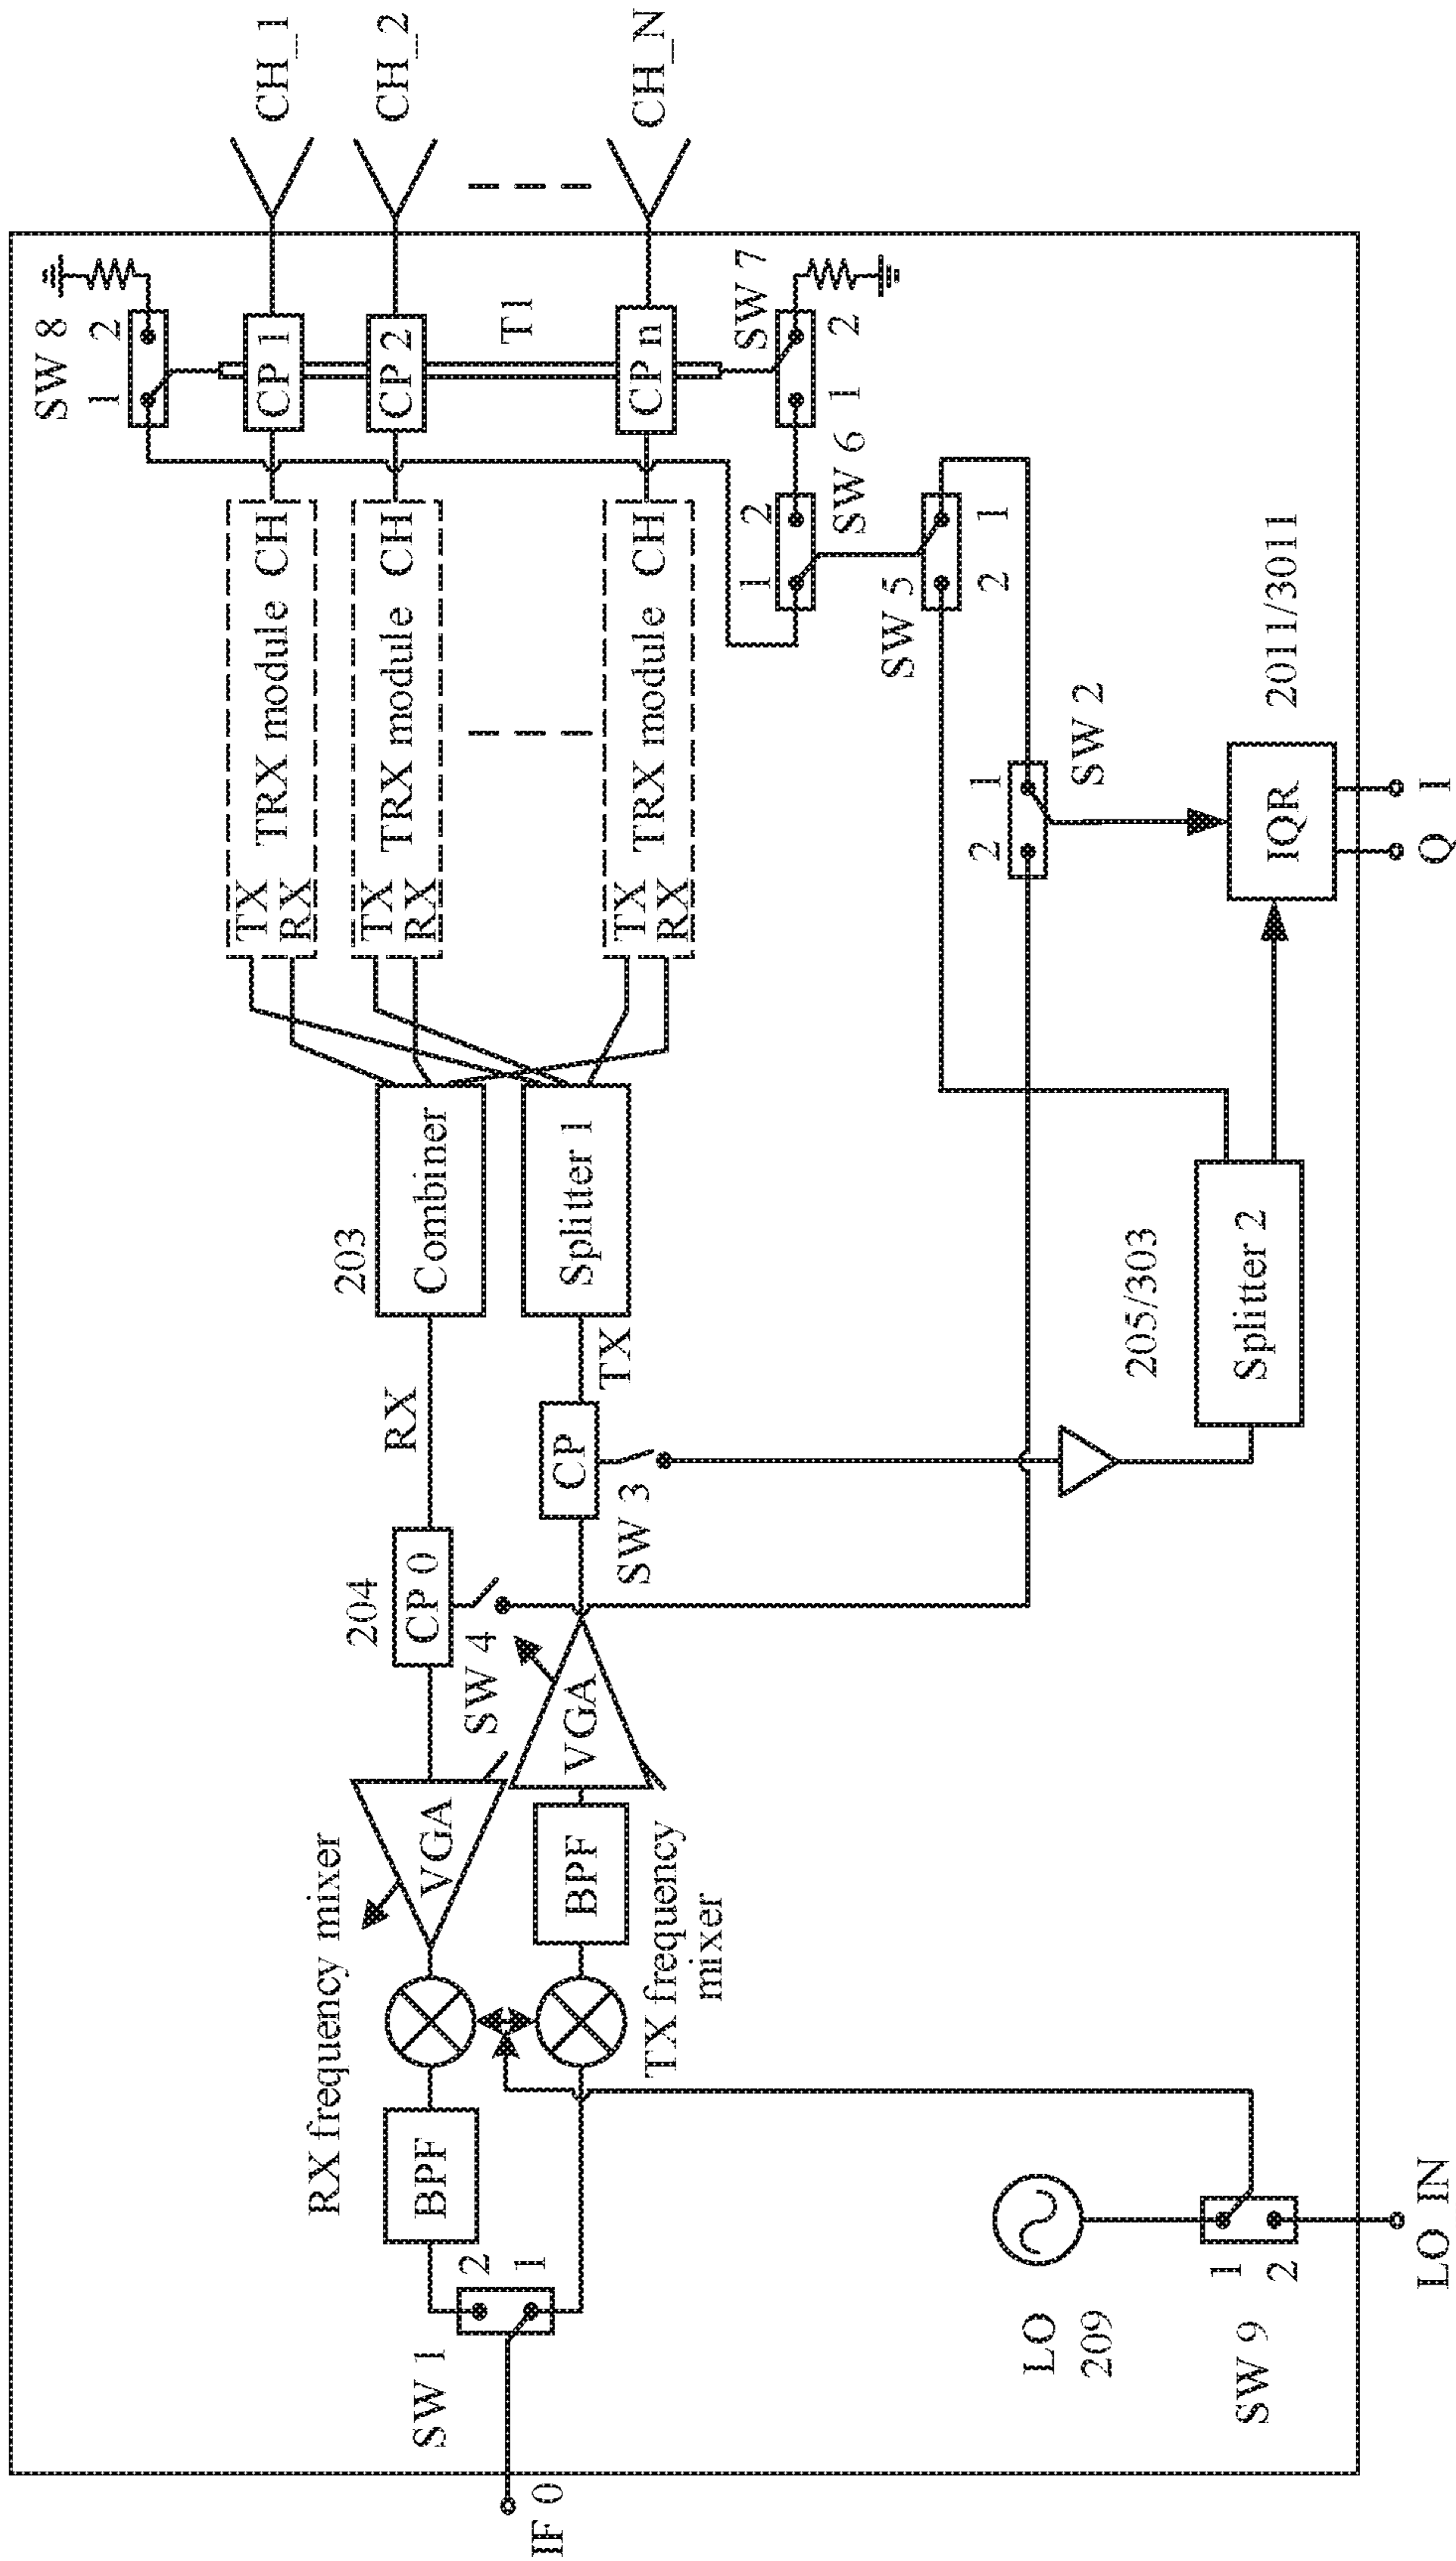 SW 8
1 2
CH_1
CH_2
CH_N
CP 1
CP 2
CP n
T1
SW 7
1 2
TX
RX
TRX module CH
TX
RX
TRX module CH
TX
RX
TRX module CH
1 2
SW 6
SW 5
2 1
203
Combiner
Splitter 1
RX
TX
204
CP 0
CP
SW 4
SW 3
VGA
VGA
RX frequency mixer
BPF
BPF
TX frequency
mixer
SW 1
2
1
IF 0
2 1
SW 2
2011/3011
IQR
Q I
205/303
Splitter 2
LO
209
SW 9
1
2
LO_IN